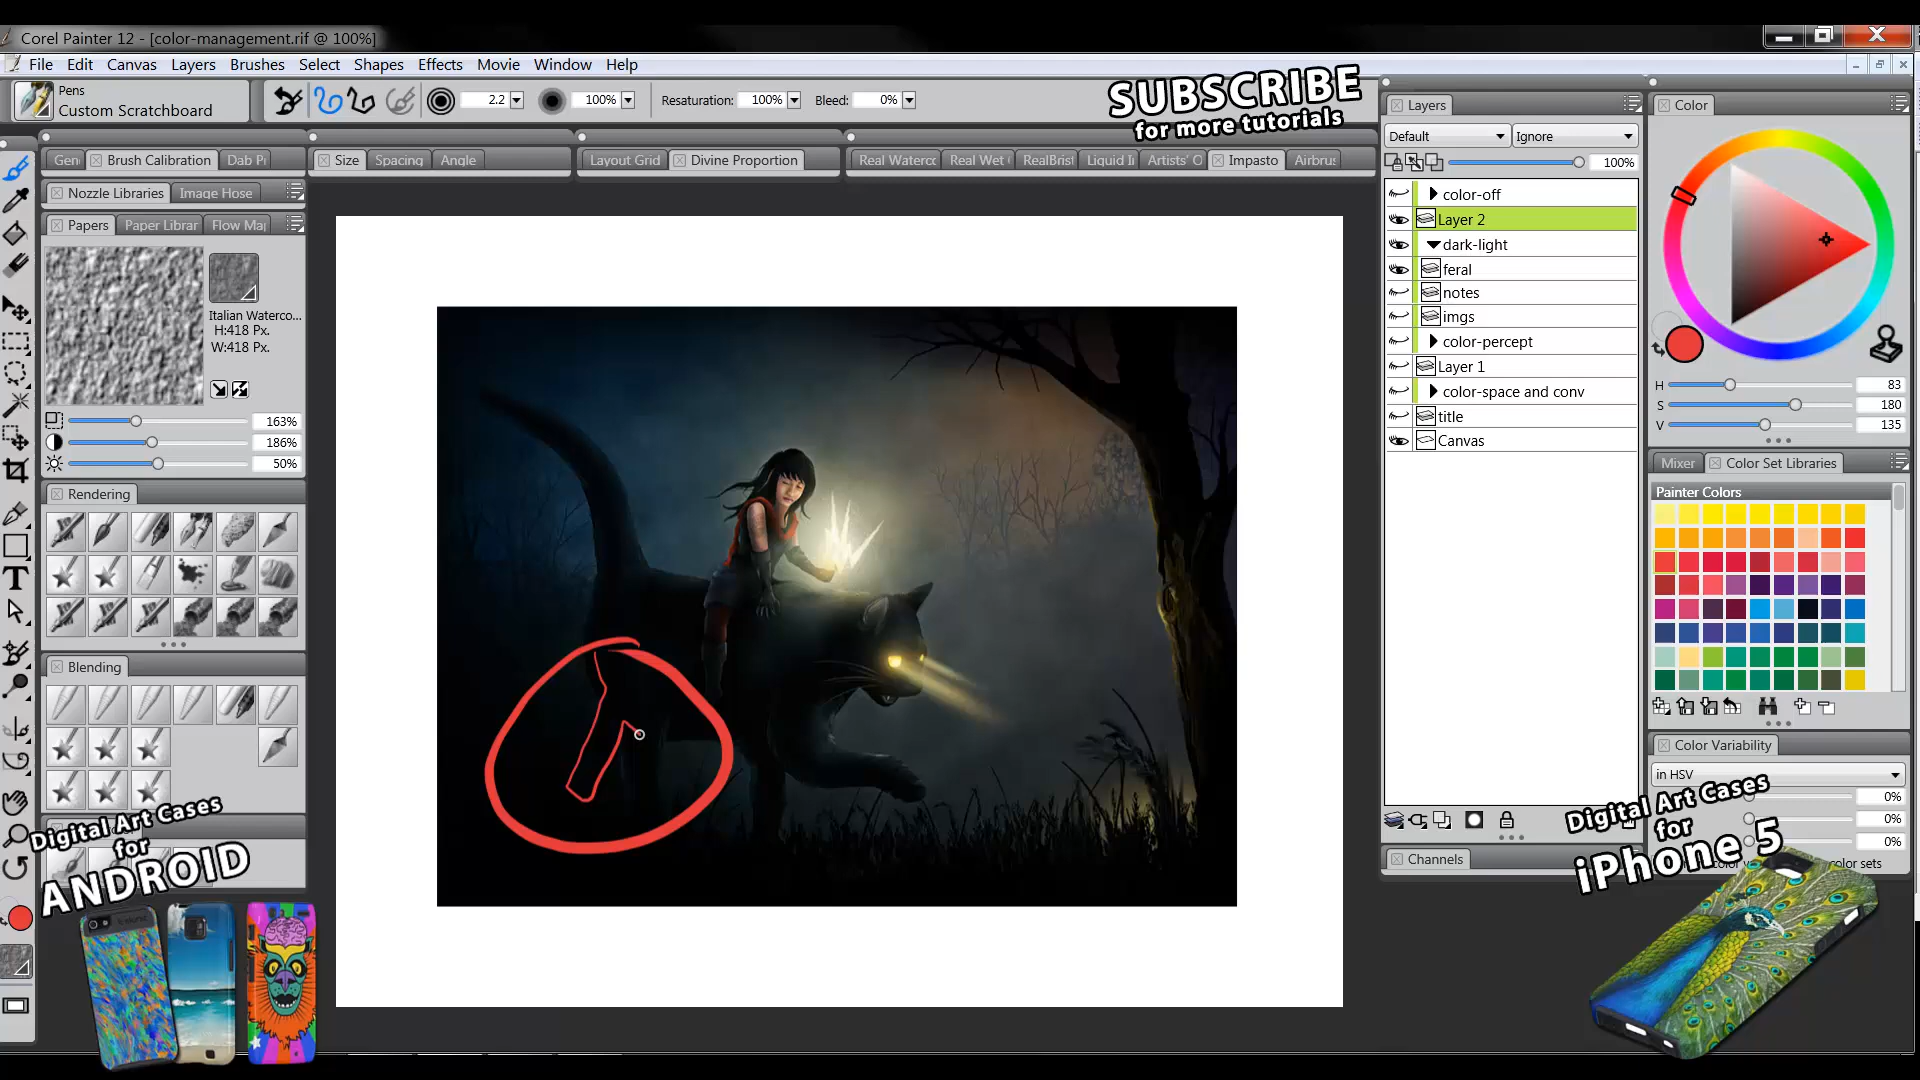 Corel Painter 12 - [color-management.rif @ 100%]
File Edit Canvas Layers Brushes Select Shapes Effects Movie Window Help
Pens
Custom Scratchboard
2.2
100%
Resaturation: 100%
Bleed: 0%
SUBSCRIBE
for more tutorials
Brush Calibration
Size Spacing Angle
Layout Grid Divine Proportion
Impasto
Nozzle Libraries Image Hose
Papers Paper Librar
Italian Waterco...
H:418 Px.
W:418 Px.
163%
186%
50%
Rendering
Blending
Digital Art Cases
for
ANDROID
Layers
Default Ignore
100%
color-off
Layer 2
dark-light
feral
notes
imgs
color-percept
Layer 1
color-space and conv
title
Canvas
Channels
Color
H 83
S 180
V 135
Mixer Color Set Libraries
Painter Colors
Color Variability
in HSV
0%
0%
0%
olor sets
Digital Art Cases
for
iPhone 5